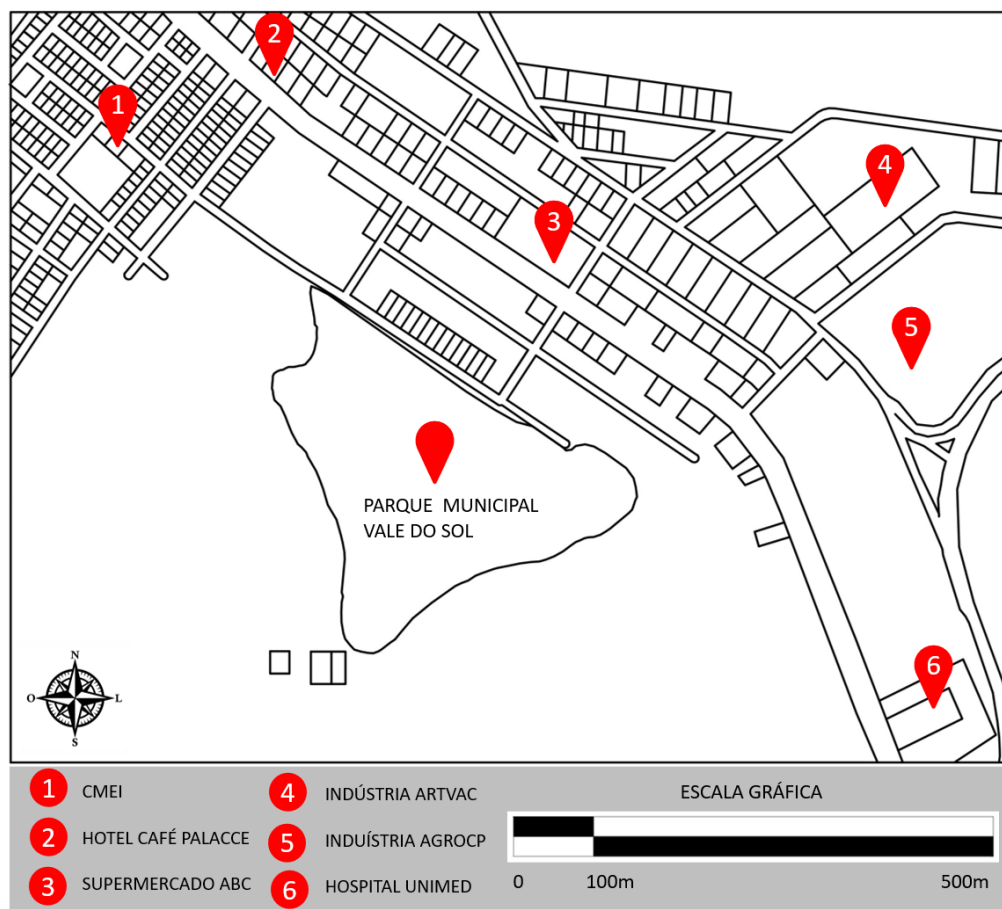 2
1
4
3
5
PARQUE MUNICIPAL
VALE DO SOL
N
O L
S
6
1 CMEI
2 HOTEL CAFÉ PALACCE
3 SUPERMERCADO ABC
4 INDÚSTRIA ARTVAC
5 INDUÍSTRIA AGROCP
6 HOSPITAL UNIMED
ESCALA GRÁFICA
0 100m 500m